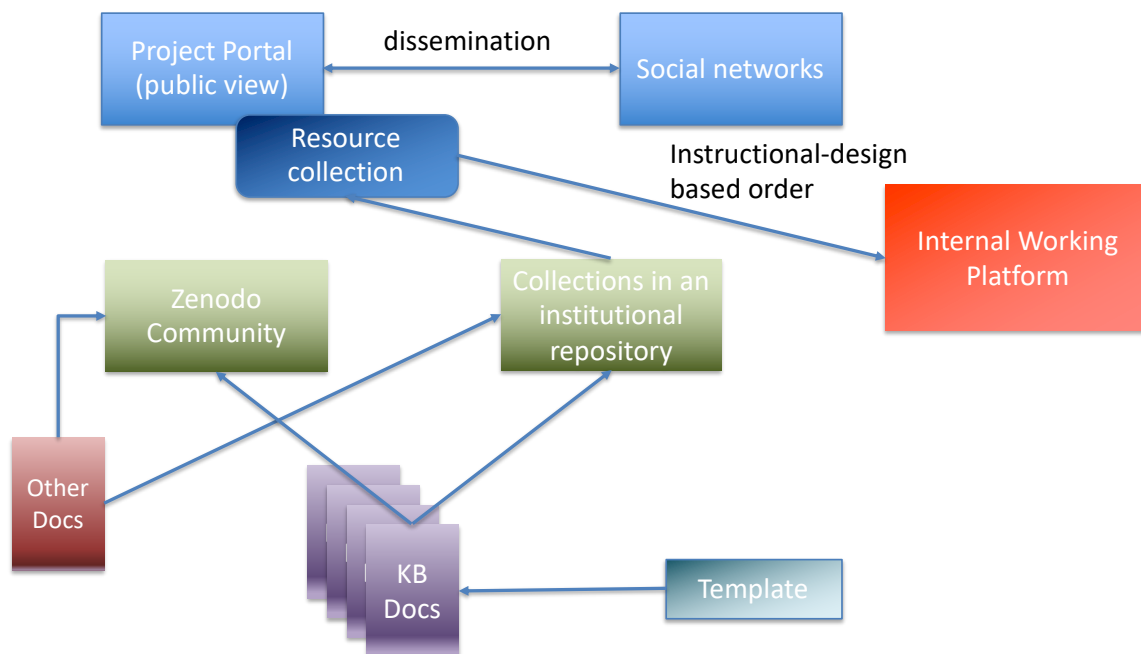 Project Portal
(public view)
dissemination
Social networks
Resource
collection
Instructional-design
based order
Internal Working
Platform
Zenodo
Community
Collections in an
institutional
repository
Other
Docs
KB
Docs
Template